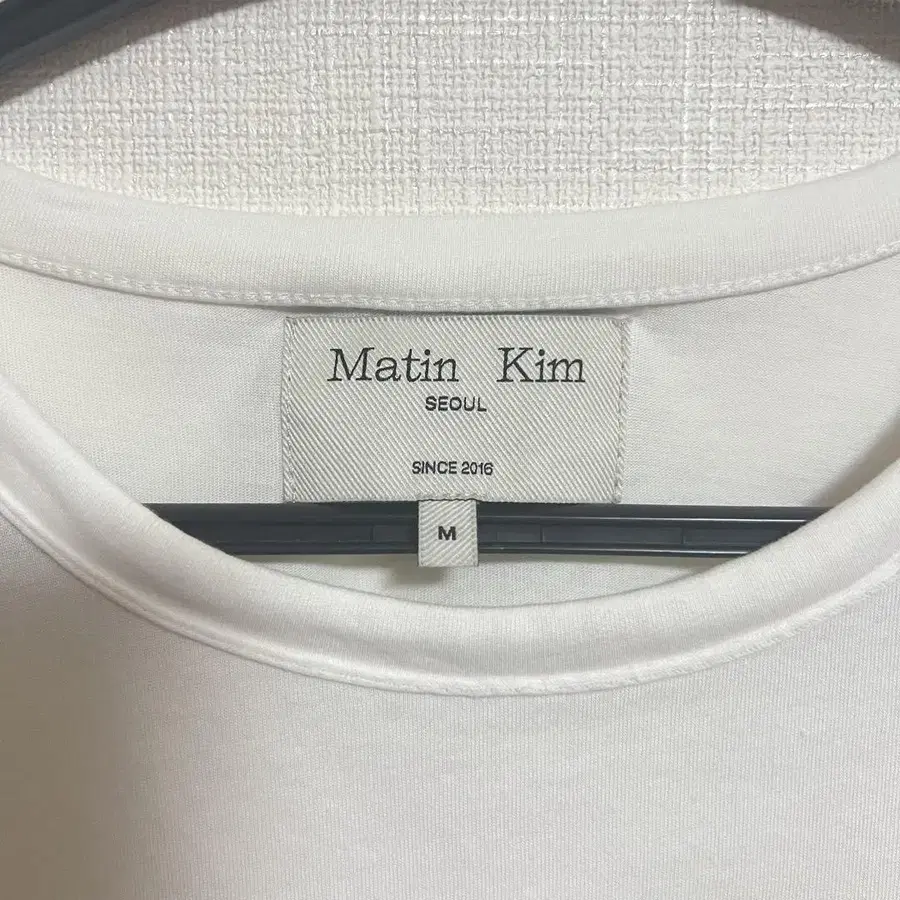 Matin Kim
SEOUL
SINCE 2016
M